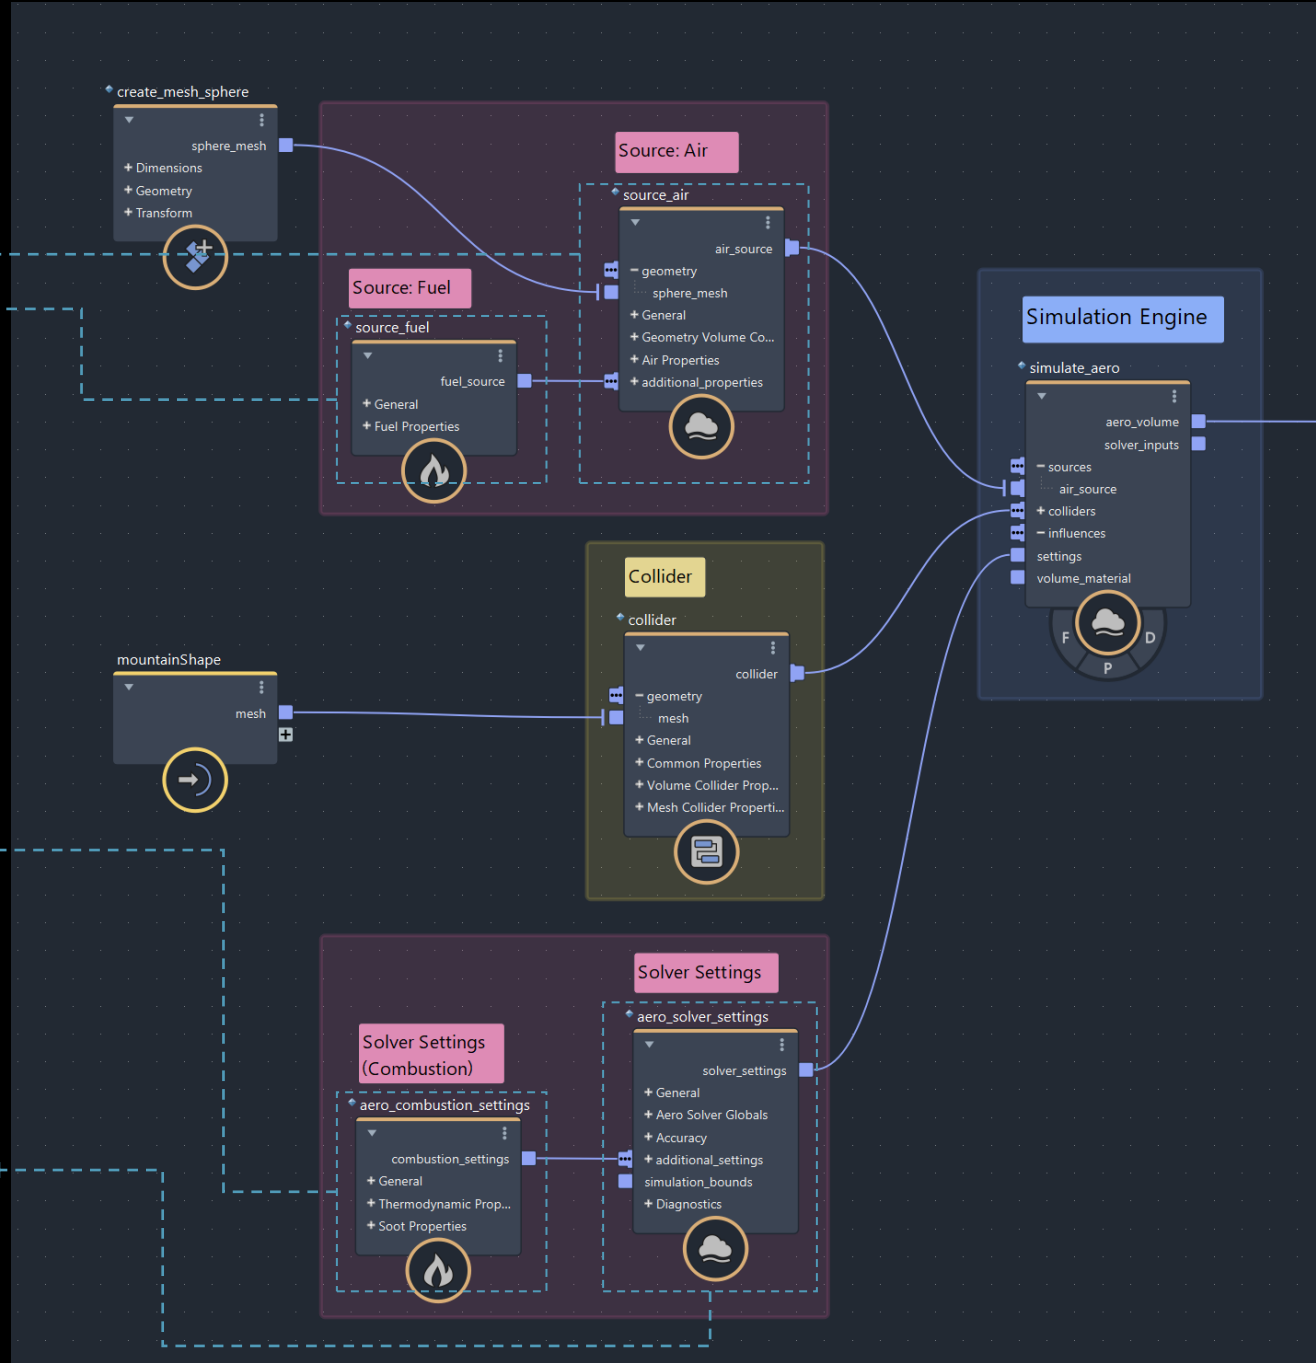 create_mesh_sphere
sphere_mesh
+ Dimensions
+ Geometry
+ Transform
Source: Air
source_air
air_source
− geometry
sphere_mesh
+ General
+ Geometry Volume Co...
+ Air Properties
+ additional_properties
Source: Fuel
source_fuel
fuel_source
+ General
+ Fuel Properties
Simulation Engine
simulate_aero
aero_volume
solver_inputs
− sources
air_source
+ colliders
− influences
settings
volume_material
F
D
P
Collider
collider
collider
− geometry
mesh
+ General
+ Common Properties
+ Volume Collider Prop...
+ Mesh Collider Properti...
mountainShape
mesh
Solver Settings
aero_solver_settings
solver_settings
+ General
+ Aero Solver Globals
+ Accuracy
+ additional_settings
simulation_bounds
+ Diagnostics
Solver Settings
(Combustion)
aero_combustion_settings
combustion_settings
+ General
+ Thermodynamic Prop...
+ Soot Properties